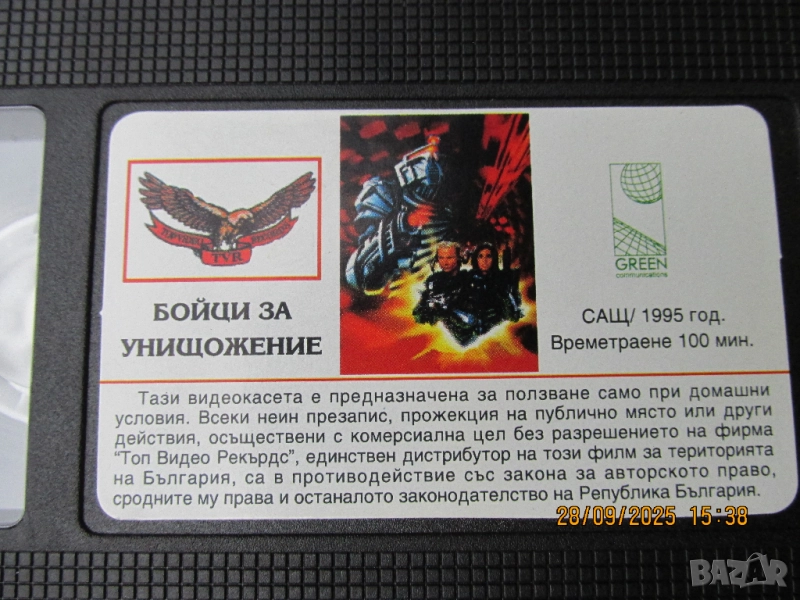 TVR
БОЙЦИ ЗА
УНИЩОЖЕНИЕ
GREEN
communications
САЩ/ 1995 год.
Времетраене 100 мин.
Тази видеокасета е предназначена за ползване само при домашни
условия. Всеки неин презапис, прожекция на публично място или други
действия, осъществени с комерсиална цел без разрешението на фирма
"Топ Видео Рекърдс", единствен дистрибутор на този филм за територията
на България, са в противодействие със закона за авторското право,
сродните му права и останалото законодателство на Република България.
28/09/2025 15:38
BAZAR